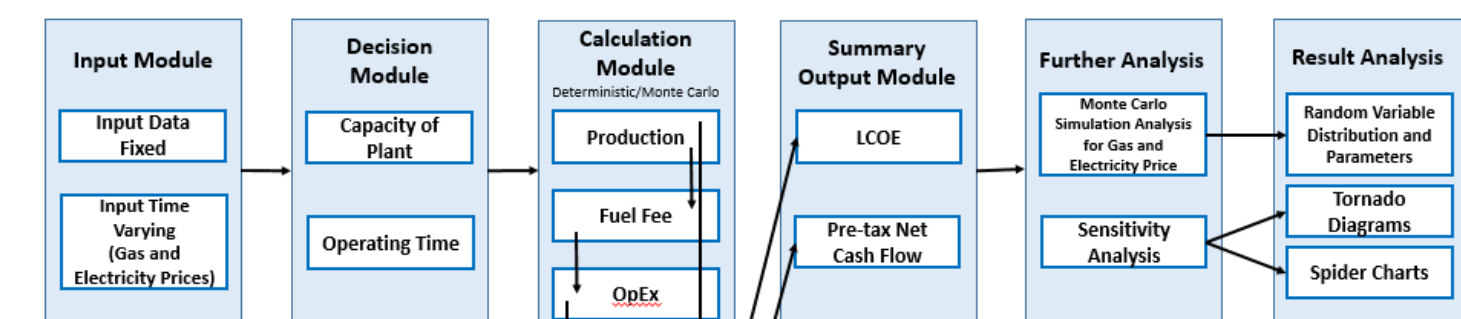 Input Module
Input Data
Fixed
Input Time
Varying
(Gas and
Electricity Prices)
Decision
Module
Capacity of
Plant
Operating Time
Calculation
Module
Deterministic/Monte Carlo
Production
Fuel Fee
OpEx
Summary
Output Module
LCOE
Pre-tax Net
Cash Flow
Further Analysis
Monte Carlo
Simulation Analysis
for Gas and
Electricity Price
Sensitivity
Analysis
Result Analysis
Random Variable
Distribution and
Parameters
Tornado
Diagrams
Spider Charts